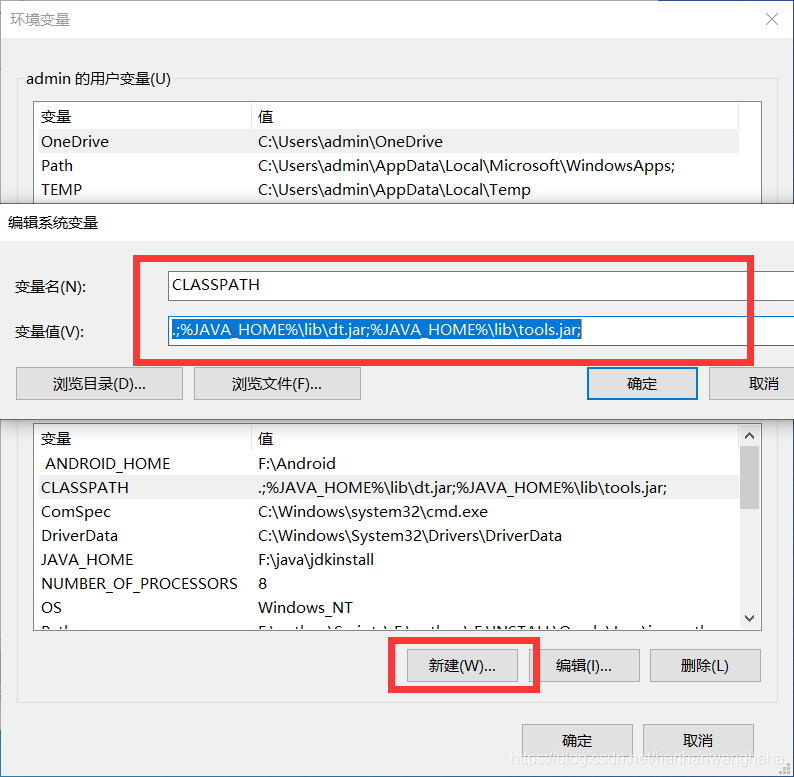 环境变量
admin 的用户变量(U)
变量 值
OneDrive C:\Users\admin\OneDrive
Path C:\Users\admin\AppData\Local\Microsoft\WindowsApps;
TEMP C:\Users\admin\AppData\Local\Temp
编辑系统变量
变量名(N): CLASSPATH
变量值(V): .;%JAVA_HOME%\lib\dt.jar;%JAVA_HOME%\lib\tools.jar;
浏览目录(D)... 浏览文件(F)... 确定 取消
变量 值
ANDROID_HOME F:\Android
CLASSPATH .;%JAVA_HOME%\lib\dt.jar;%JAVA_HOME%\lib\tools.jar;
ComSpec C:\Windows\system32\cmd.exe
DriverData C:\Windows\System32\Drivers\DriverData
JAVA_HOME F:\java\jdkinstall
NUMBER_OF_PROCESSORS 8
OS Windows_NT
新建(W)... 编辑(I)... 删除(L)
确定 取消
https://blog.csdn.net/hanhanwanghaha